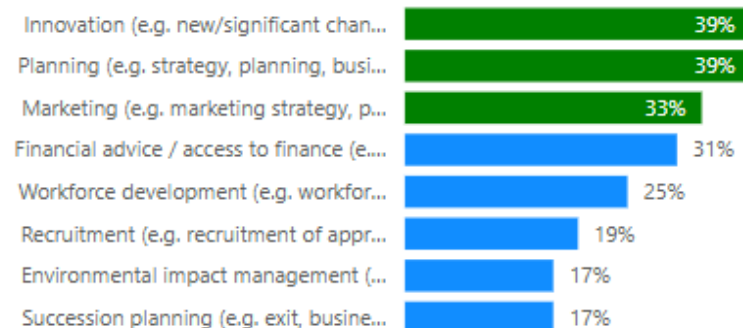 Innovation (e.g. new/significant chan... 39%
Planning (e.g. strategy, planning, busi... 39%
Marketing (e.g. marketing strategy, p... 33%
Financial advice / access to finance (e.... 31%
Workforce development (e.g. workfor... 25%
Recruitment (e.g. recruitment of appr... 19%
Environmental impact management (... 17%
Succession planning (e.g. exit, busine... 17%